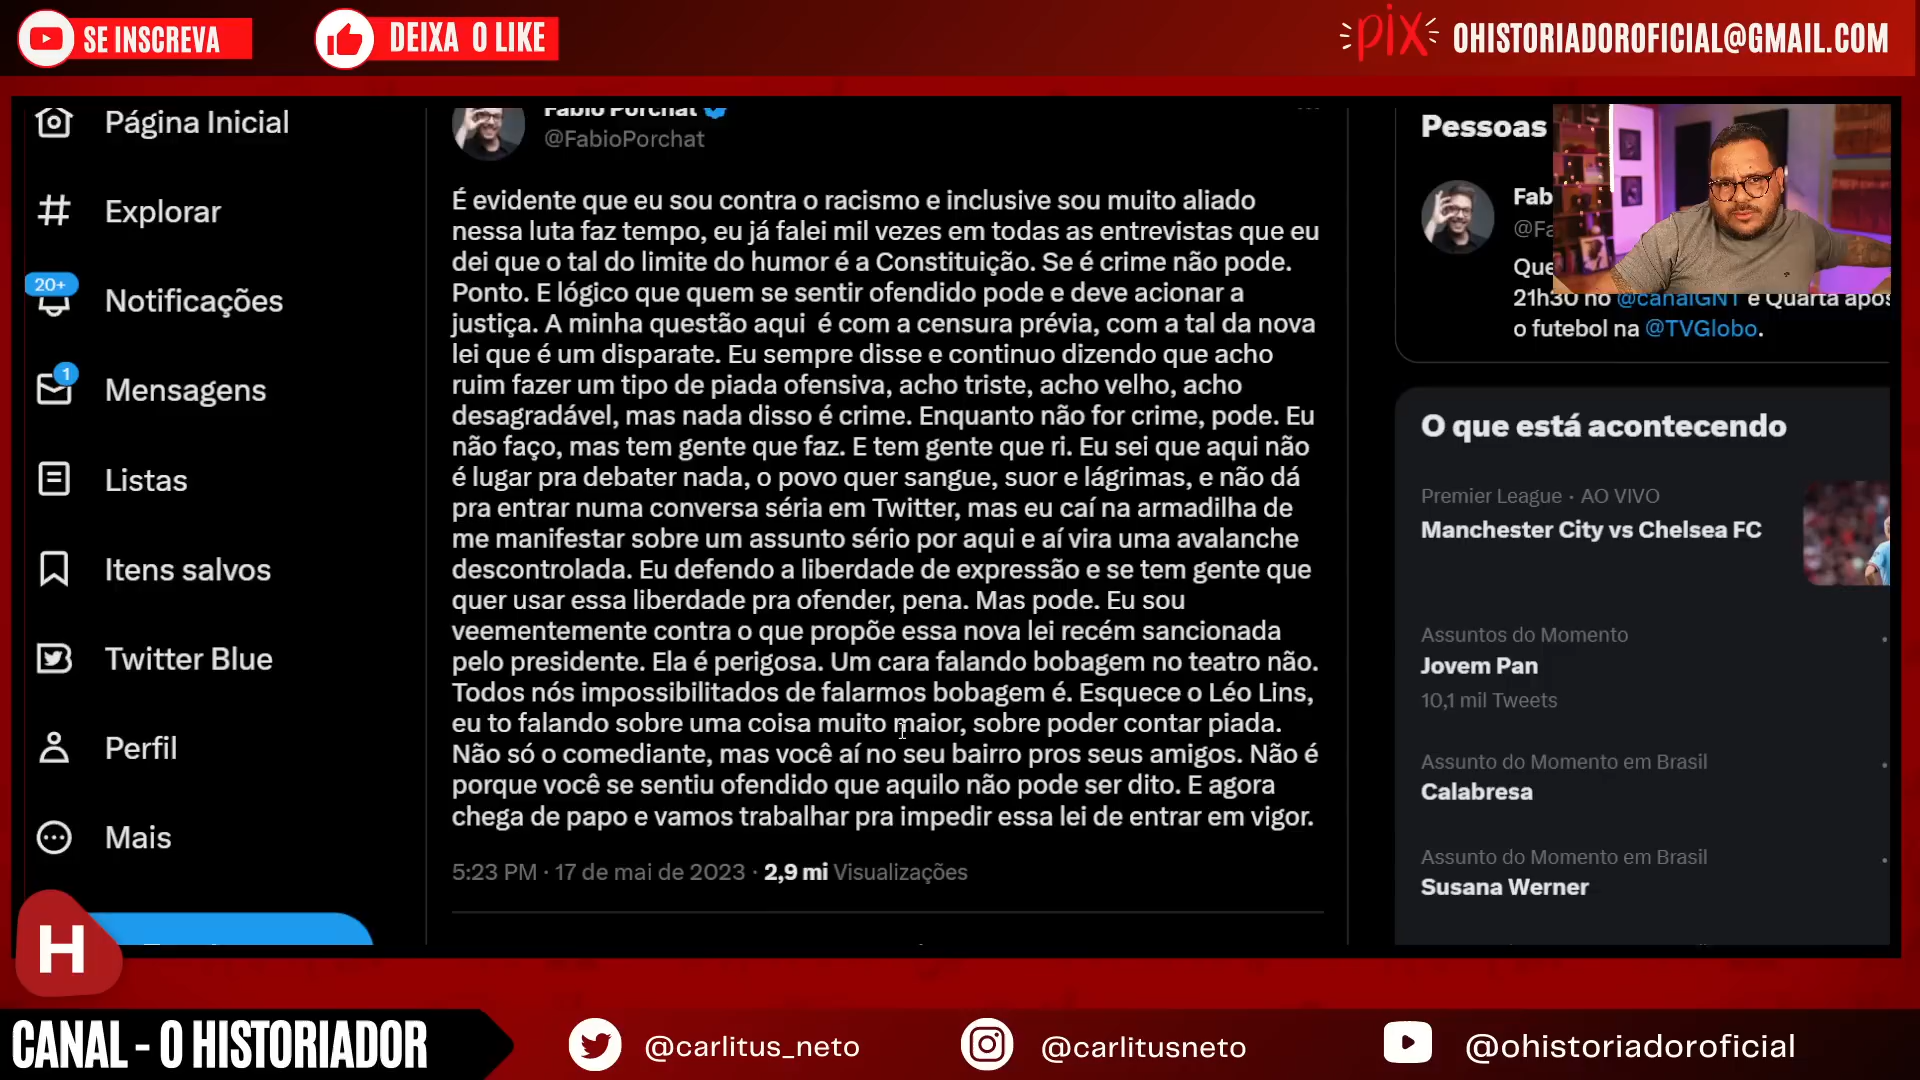 SE INSCREVA
DEIXA O LIKE
PIX
OHISTORIADOROFICIAL@GMAIL.COM
Página Inicial
Explorar
20+
Notificações
1
Mensagens
Listas
Itens salvos
Twitter Blue
Perfil
Mais
Fabio Porchat
@FabioPorchat
É evidente que eu sou contra o racismo e inclusive sou muito aliado
nessa luta faz tempo, eu já falei mil vezes em todas as entrevistas que eu
dei que o tal do limite do humor é a Constituição. Se é crime não pode.
Ponto. E lógico que quem se sentir ofendido pode e deve acionar a
justiça. A minha questão aqui  é com a censura prévia, com a tal da nova
lei que é um disparate. Eu sempre disse e continuo dizendo que acho
ruim fazer um tipo de piada ofensiva, acho triste, acho velho, acho
desagradável, mas nada disso é crime. Enquanto não for crime, pode. Eu
não faço, mas tem gente que faz. E tem gente que ri. Eu sei que aqui não
é lugar pra debater nada, o povo quer sangue, suor e lágrimas, e não dá
pra entrar numa conversa séria em Twitter, mas eu caí na armadilha de
me manifestar sobre um assunto sério por aqui e aí vira uma avalanche
descontrolada. Eu defendo a liberdade de expressão e se tem gente que
quer usar essa liberdade pra ofender, pena. Mas pode. Eu sou
veementemente contra o que propõe essa nova lei recém sancionada
pelo presidente. Ela é perigosa. Um cara falando bobagem no teatro não.
Todos nós impossibilitados de falarmos bobagem é. Esquece o Léo Lins,
eu to falando sobre uma coisa muito maior, sobre poder contar piada.
Não só o comediante, mas você aí no seu bairro pros seus amigos. Não é
porque você se sentiu ofendido que aquilo não pode ser dito. E agora
chega de papo e vamos trabalhar pra impedir essa lei de entrar em vigor.
5:23 PM · 17 de mai de 2023 · 2,9 mi Visualizações
Pessoas
Fab
@Fa
Que
21h30 no @canalGNT e Quarta após
o futebol na @TVGlobo.
O que está acontecendo
Premier League · AO VIVO
Manchester City vs Chelsea FC
Assuntos do Momento
Jovem Pan
10,1 mil Tweets
Assunto do Momento em Brasil
Calabresa
Assunto do Momento em Brasil
Susana Werner
H
CANAL - O HISTORIADOR
@carlitus_neto
@carlitusneto
@ohistoriadoroficial